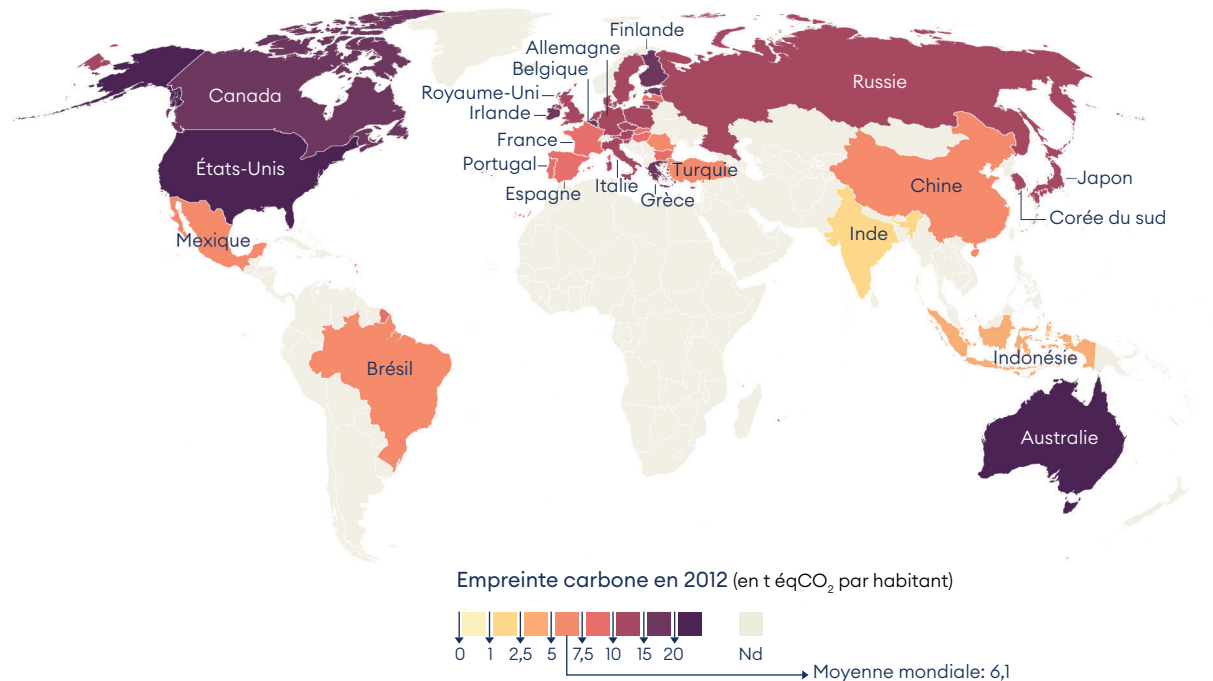 Finlande
Allemagne
Belgique
Royaume-Uni
Irlande
France
Portugal
Espagne
Italie
Grèce
Turquie
Russie
Canada
États-Unis
Mexique
Brésil
Chine
Inde
Japon
Corée du sud
Indonésie
Australie
Empreinte carbone en 2012 (en t éqCO₂ par habitant)
0 1 2,5 5 7,5 10 15 20 Nd
Moyenne mondiale: 6,1